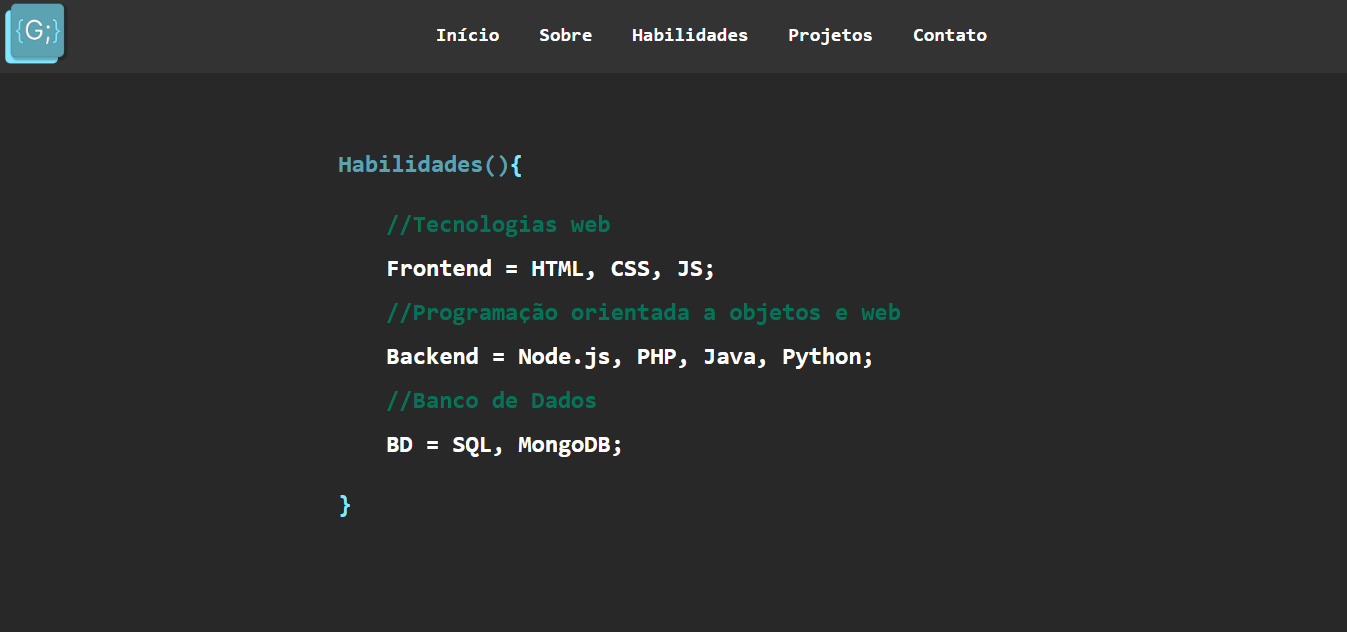 {G;}
Início Sobre Habilidades Projetos Contato
Habilidades(){
//Tecnologias web
Frontend = HTML, CSS, JS;
//Programação orientada a objetos e web
Backend = Node.js, PHP, Java, Python;
//Banco de Dados
BD = SQL, MongoDB;
}